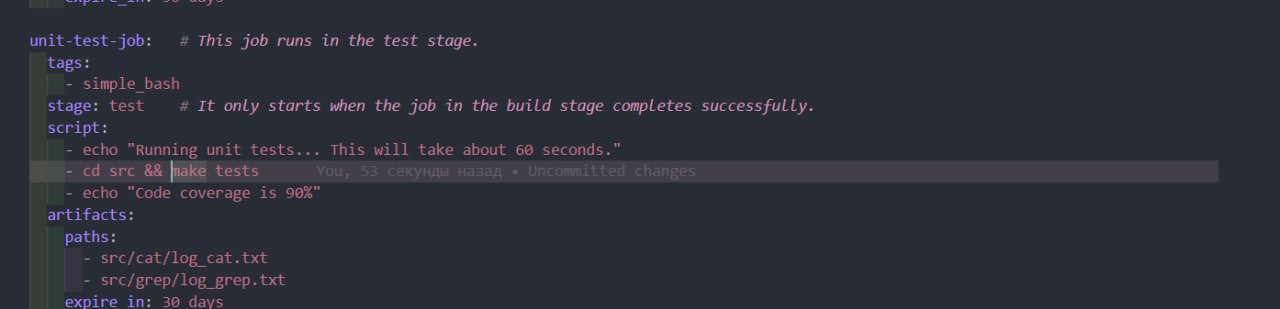 expire_in: 30 days
unit-test-job:   # This job runs in the test stage.
tags:
- simple_bash
stage: test    # It only starts when the job in the build stage completes successfully.
script:
- echo "Running unit tests... This will take about 60 seconds."
- cd src && make tests      You, 53 секунды назад • Uncommitted changes
- echo "Code coverage is 90%"
artifacts:
paths:
- src/cat/log_cat.txt
- src/grep/log_grep.txt
expire_in: 30 days